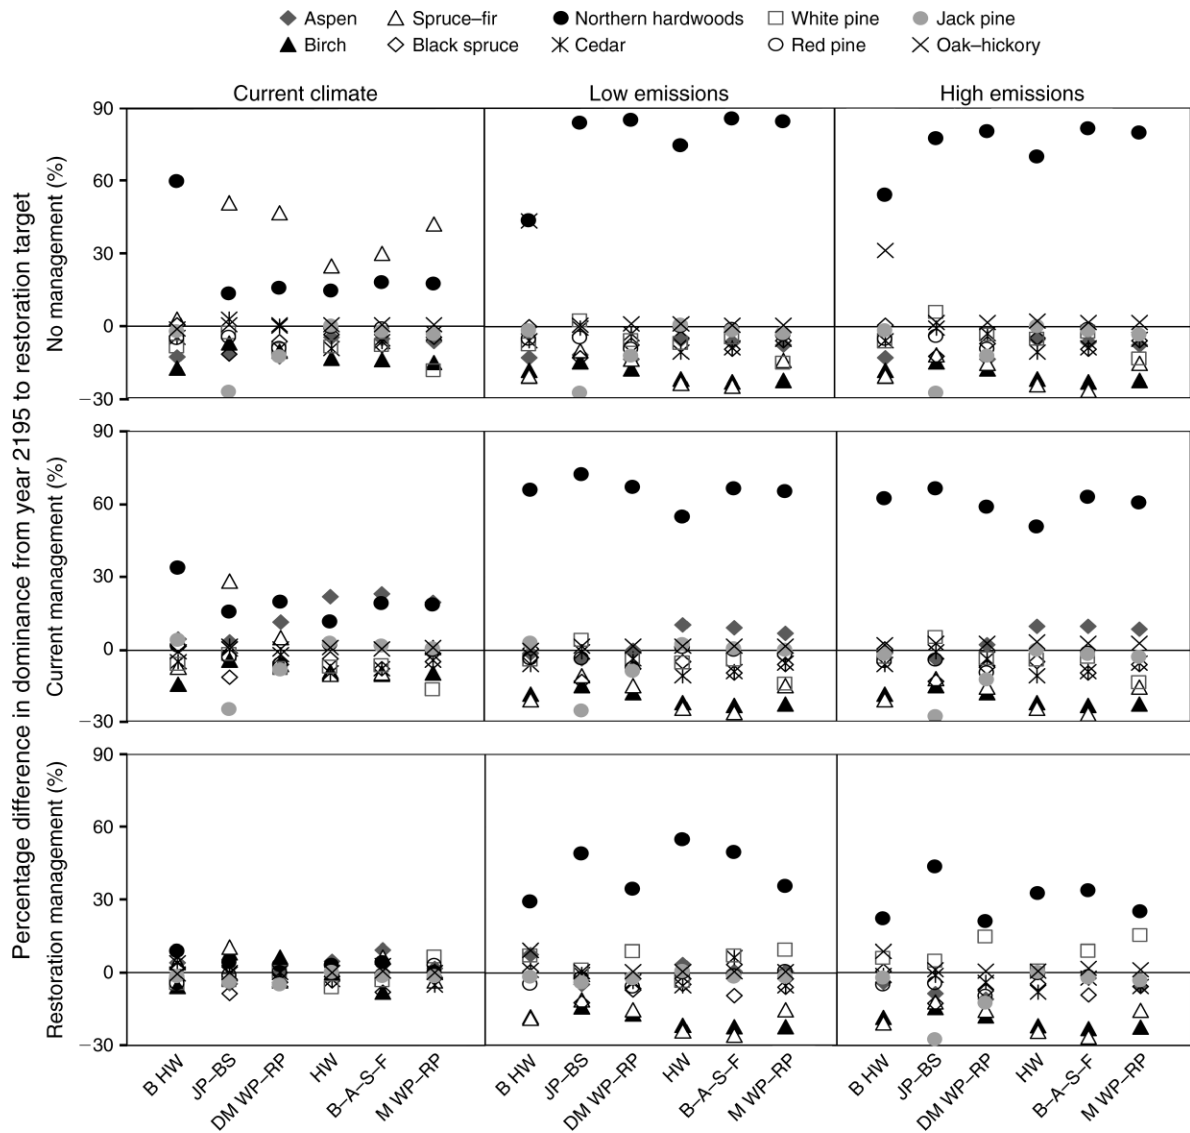 Aspen Spruce–fir Northern hardwoods White pine Jack pine
Birch Black spruce Cedar Red pine Oak–hickory
Current climate Low emissions High emissions
Percentage difference in dominance from year 2195 to restoration target
No management (%)
90
60
30
0
−30
Current management (%)
90
60
30
0
−30
Restoration management (%)
90
60
30
0
−30
B HW JP–BS DM WP–RP HW B–A–S–F M WP–RP B HW JP–BS DM WP–RP HW B–A–S–F M WP–RP B HW JP–BS DM WP–RP HW B–A–S–F M WP–RP